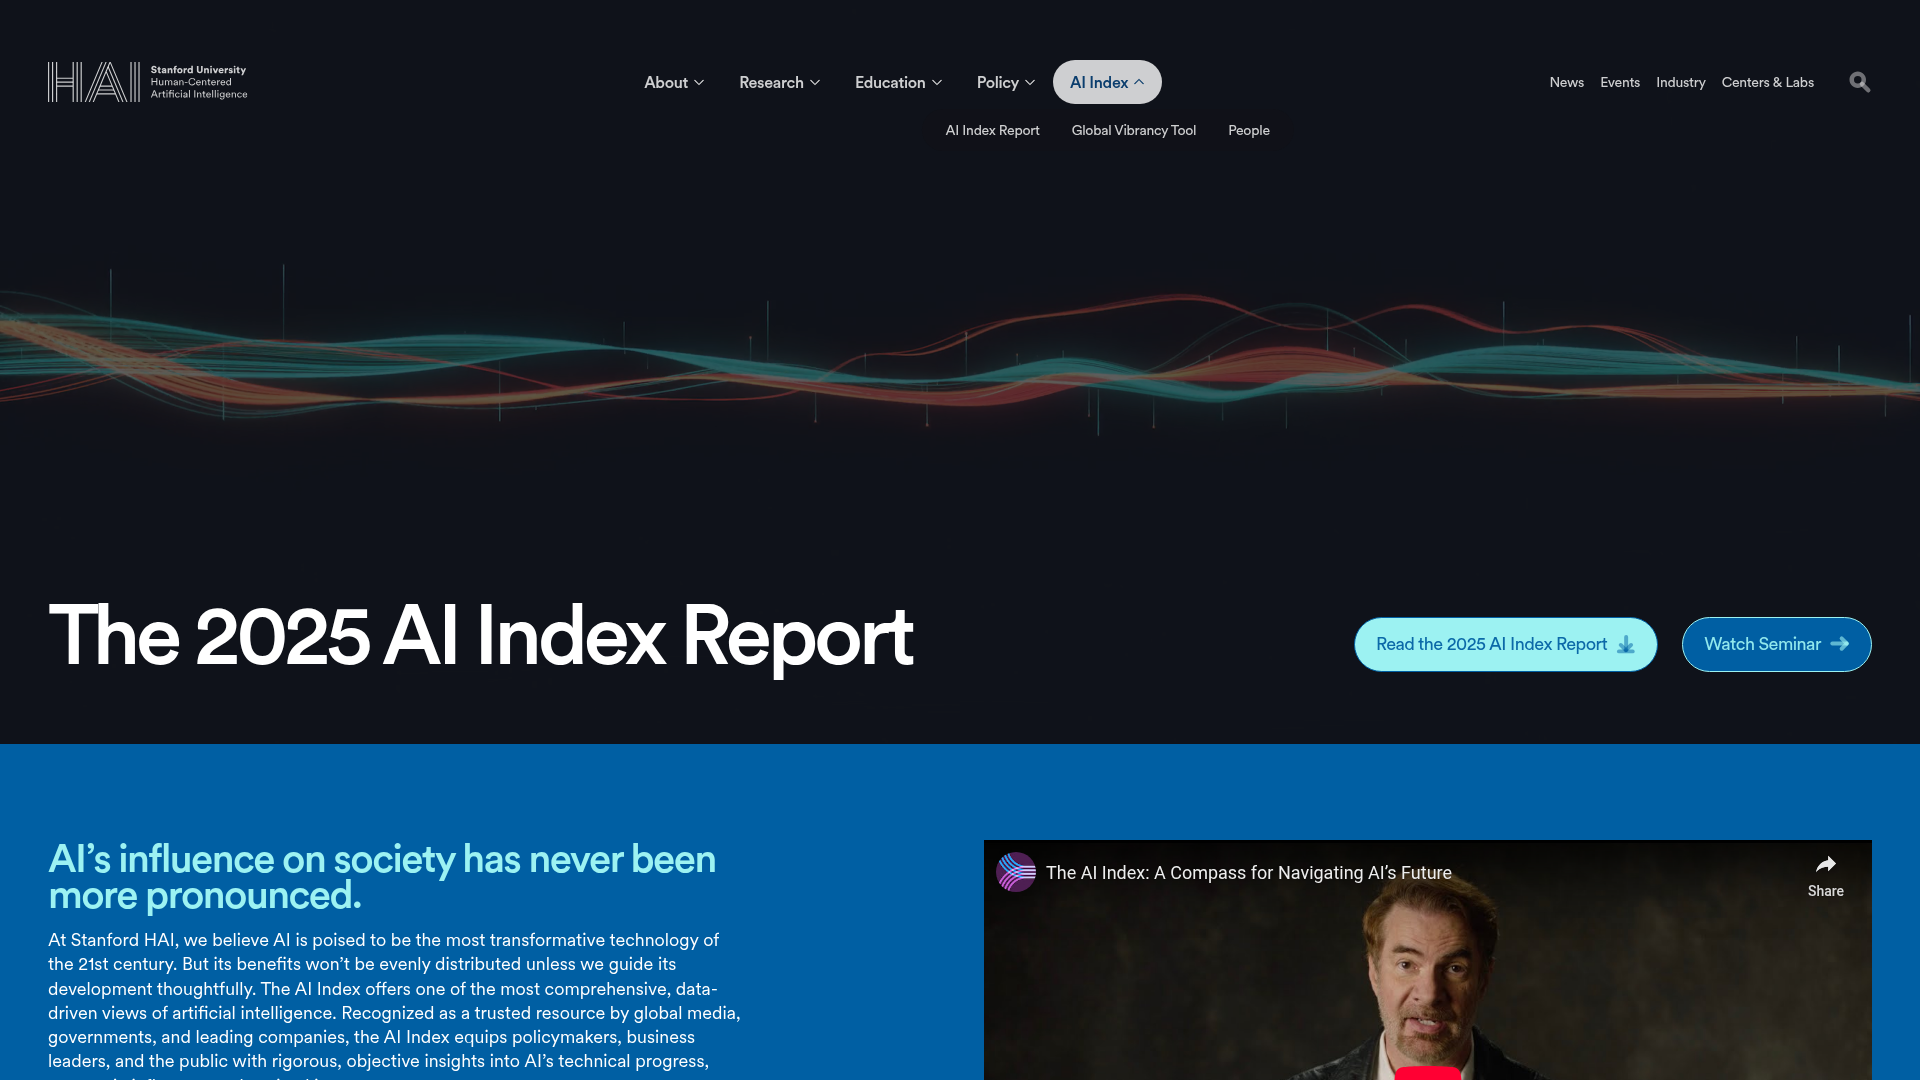 Stanford University
Human-Centered
Artificial Intelligence
About
Research
Education
Policy
AI Index
News
Events
Industry
Centers & Labs
AI Index Report
Global Vibrancy Tool
People
The 2025 AI Index Report
Read the 2025 AI Index Report
Watch Seminar
AI’s influence on society has never been
more pronounced.
At Stanford HAI, we believe AI is poised to be the most transformative technology of
the 21st century. But its benefits won’t be evenly distributed unless we guide its
development thoughtfully. The AI Index offers one of the most comprehensive, data-
driven views of artificial intelligence. Recognized as a trusted resource by global media,
governments, and leading companies, the AI Index equips policymakers, business
leaders, and the public with rigorous, objective insights into AI’s technical progress,
The AI Index: A Compass for Navigating AI’s Future
Share